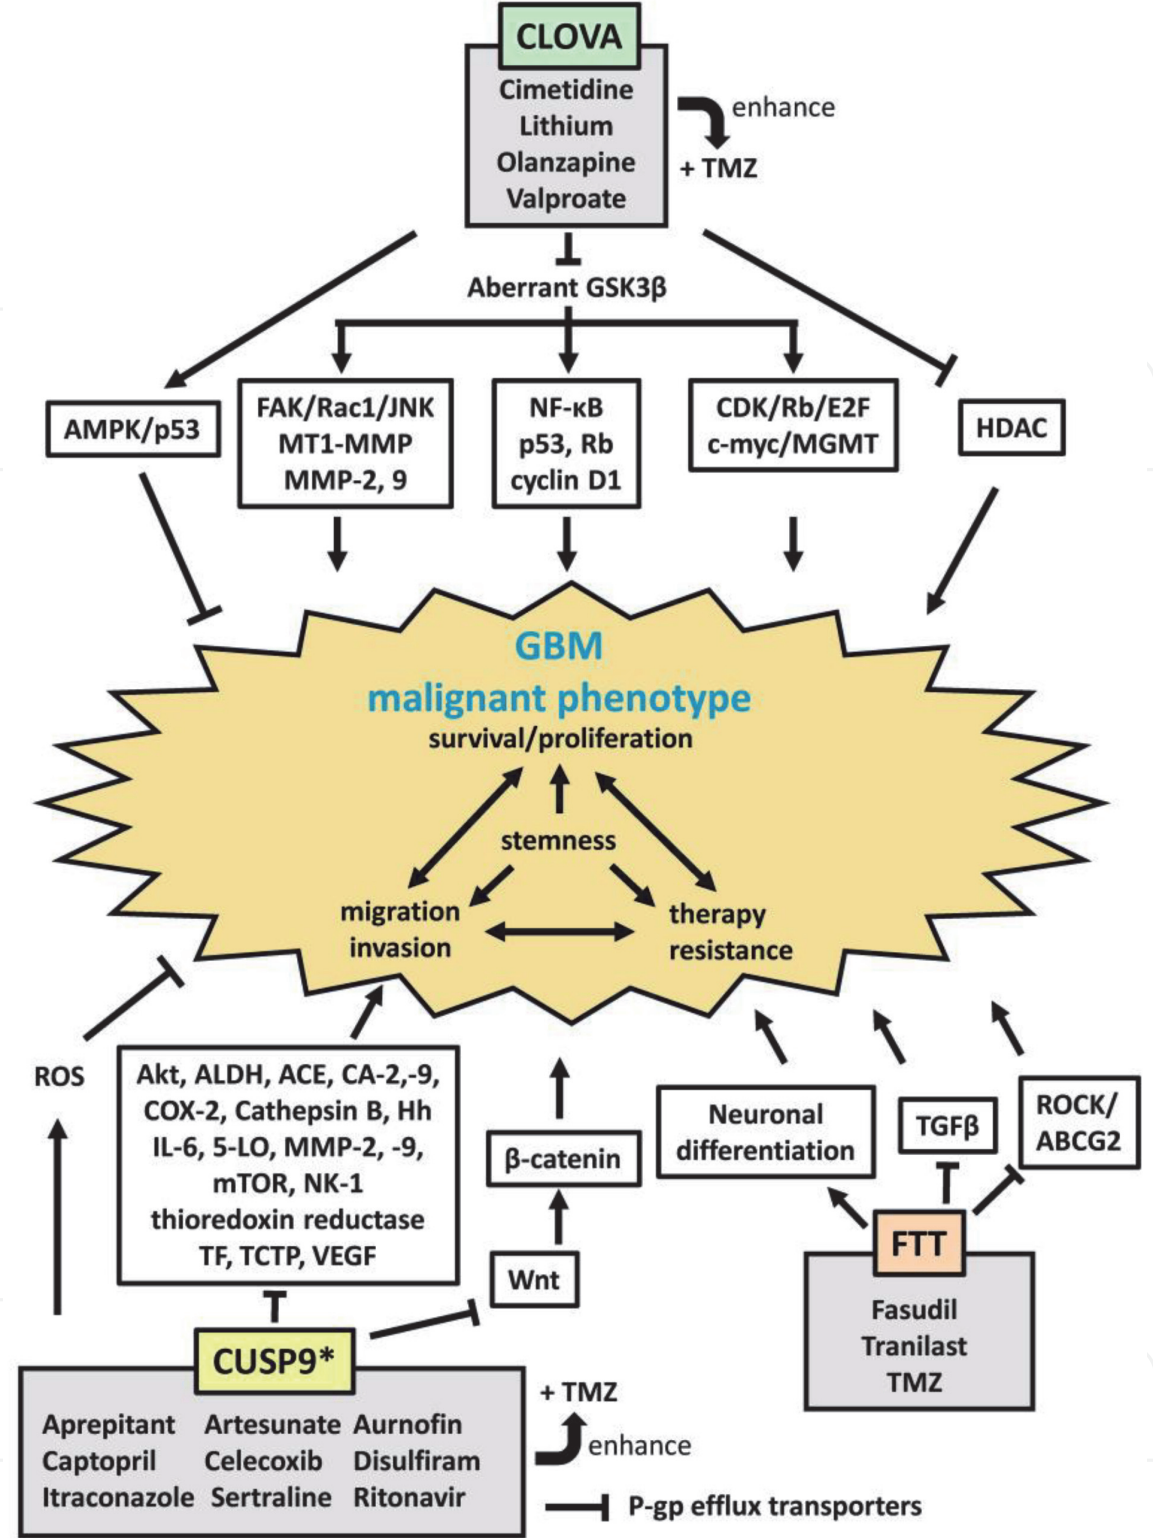 CLOVA
Cimetidine
Lithium
Olanzapine
Valproate
enhance
+ TMZ
Aberrant GSK3β
AMPK/p53
FAK/Rac1/JNK
MT1-MMP
MMP-2, 9
NF-κB
p53, Rb
cyclin D1
CDK/Rb/E2F
c-myc/MGMT
HDAC
GBM
malignant phenotype
survival/proliferation
stemness
migration
invasion
therapy
resistance
ROS
Akt, ALDH, ACE, CA-2,-9,
COX-2, Cathepsin B, Hh
IL-6, 5-LO, MMP-2, -9,
mTOR, NK-1
thioredoxin reductase
TF, TCTP, VEGF
β-catenin
Wnt
Neuronal
differentiation
TGFβ
ROCK/
ABCG2
FTT
Fasudil
Tranilast
TMZ
CUSP9*
Aprepitant Artesunate Aurnofin
Captopril Celecoxib Disulfiram
Itraconazole Sertraline Ritonavir
+ TMZ
enhance
P-gp efflux transporters